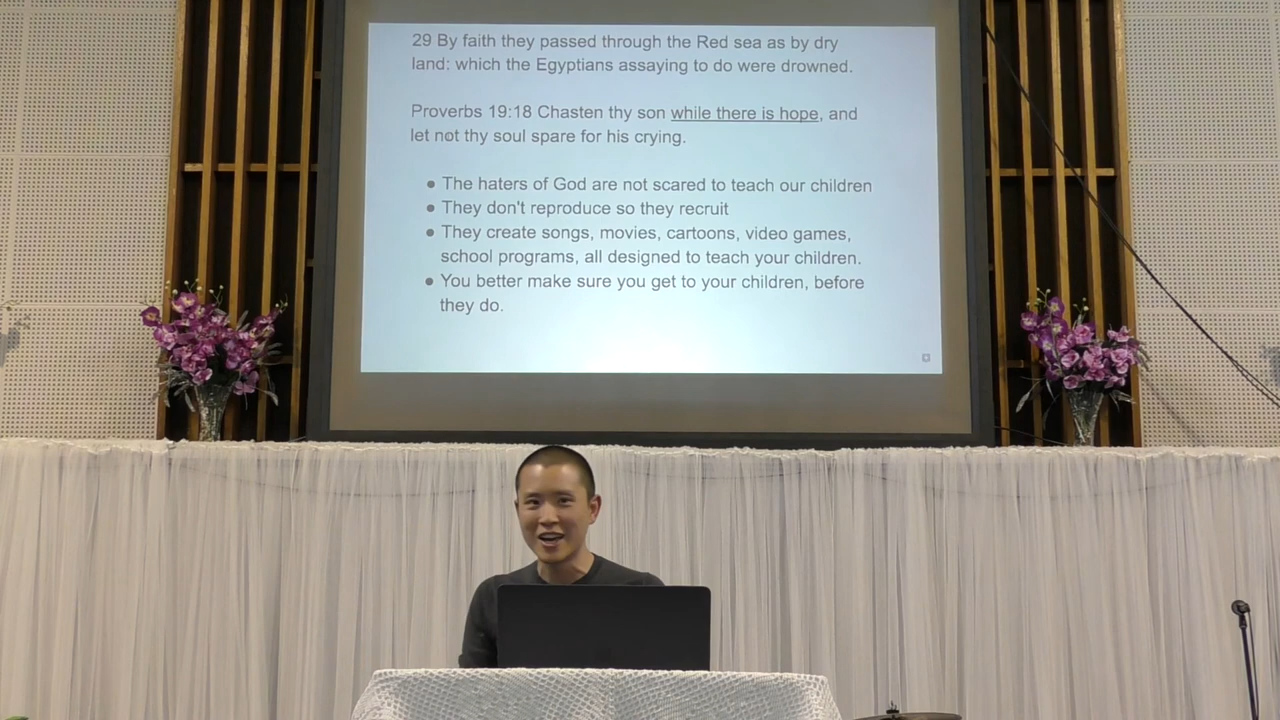 29 By faith they passed through the Red sea as by dry
land: which the Egyptians assaying to do were drowned.
Proverbs 19:18 Chasten thy son while there is hope, and
let not thy soul spare for his crying.
● The haters of God are not scared to teach our children
● They don't reproduce so they recruit
● They create songs, movies, cartoons, video games,
school programs, all designed to teach your children.
● You better make sure you get to your children, before
they do.